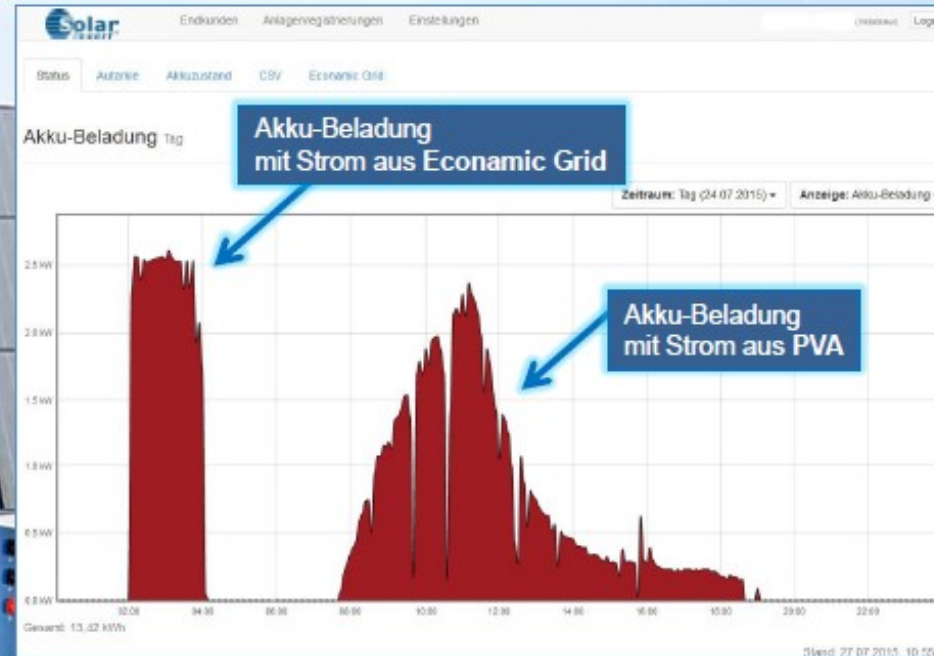 Solar
invert
Endkunden Anlagenregistrierungen Einstellungen
Status Autarkie Akkuzustand CSV Econamic Grid
Akku-Beladung Tag
Akku-Beladung
mit Strom aus Econamic Grid
Zeitraum: Tag (24.07.2015) Anzeige: Akku-Beladung
2.5 kW
Akku-Beladung
mit Strom aus PVA
2.0 kW
1.5 kW
1.0 kW
0.5 kW
0.0 kW
02:00 04:00 06:00 08:00 10:00 12:00 14:00 16:00 18:00 20:00 22:00
Gesamt: 13,42 kWh
Stand: 27.07.2015, 10:55